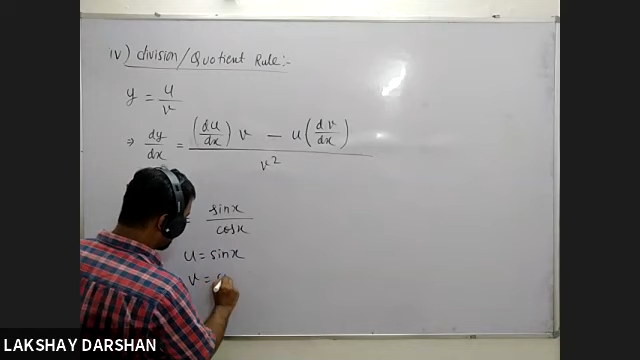 iv) division/Quotient Rule:-
y = u/v
⇒ dy/dx = ((du/dx) v - u (dv/dx)) / v²
= sinx/cosx
u = sinx
v =
LAKSHAY DARSHAN